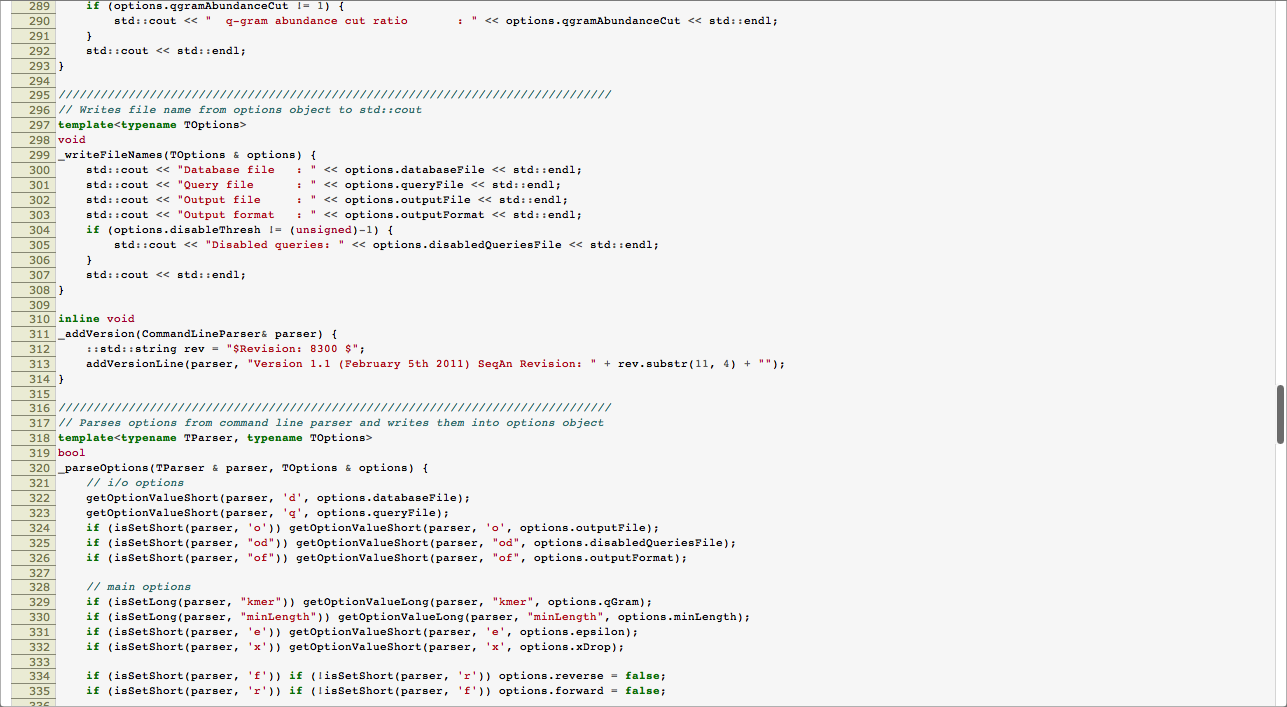 289     if (options.qgramAbundanceCut != 1) {
290         std::cout << "  q-gram abundance cut ratio       : " << options.qgramAbundanceCut << std::endl;
291     }
292     std::cout << std::endl;
293 }
294
295 ///////////////////////////////////////////////////////////////////////////////
296 // Writes file name from options object to std::cout
297 template<typename TOptions>
298 void
299 _writeFileNames(TOptions & options) {
300     std::cout << "Database file   : " << options.databaseFile << std::endl;
301     std::cout << "Query file      : " << options.queryFile << std::endl;
302     std::cout << "Output file     : " << options.outputFile << std::endl;
303     std::cout << "Output format   : " << options.outputFormat << std::endl;
304     if (options.disableThresh != (unsigned)-1) {
305         std::cout << "Disabled queries: " << options.disabledQueriesFile << std::endl;
306     }
307     std::cout << std::endl;
308 }
309
310 inline void
311 _addVersion(CommandLineParser& parser) {
312     ::std::string rev = "$Revision: 8300 $";
313     addVersionLine(parser, "Version 1.1 (February 5th 2011) SeqAn Revision: " + rev.substr(11, 4) + "");
314 }
315
316 ///////////////////////////////////////////////////////////////////////////////
317 // Parses options from command line parser and writes them into options object
318 template<typename TParser, typename TOptions>
319 bool
320 _parseOptions(TParser & parser, TOptions & options) {
321     // i/o options
322     getOptionValueShort(parser, 'd', options.databaseFile);
323     getOptionValueShort(parser, 'q', options.queryFile);
324     if (isSetShort(parser, 'o')) getOptionValueShort(parser, 'o', options.outputFile);
325     if (isSetShort(parser, "od")) getOptionValueShort(parser, "od", options.disabledQueriesFile);
326     if (isSetShort(parser, "of")) getOptionValueShort(parser, "of", options.outputFormat);
327
328     // main options
329     if (isSetLong(parser, "kmer")) getOptionValueLong(parser, "kmer", options.qGram);
330     if (isSetLong(parser, "minLength")) getOptionValueLong(parser, "minLength", options.minLength);
331     if (isSetShort(parser, 'e')) getOptionValueShort(parser, 'e', options.epsilon);
332     if (isSetShort(parser, 'x')) getOptionValueShort(parser, 'x', options.xDrop);
333
334     if (isSetShort(parser, 'f')) if (!isSetShort(parser, 'r')) options.reverse = false;
335     if (isSetShort(parser, 'r')) if (!isSetShort(parser, 'f')) options.forward = false;
336